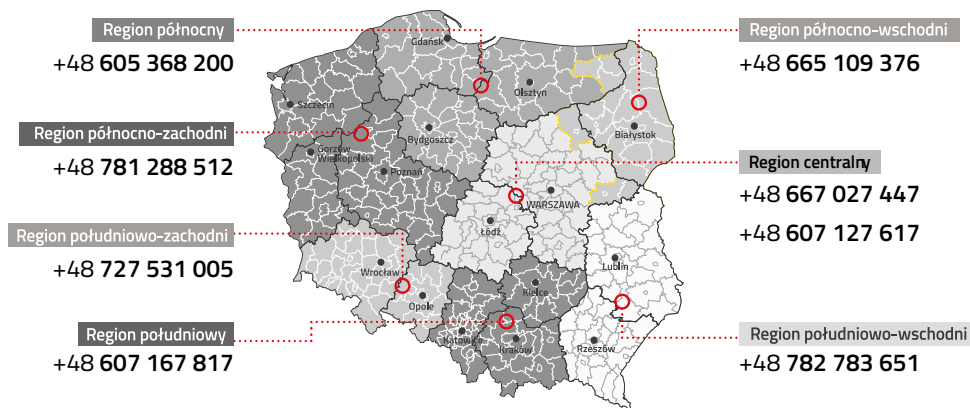 Region północny
+48 605 368 200
Region północno-zachodni
+48 781 288 512
Region południowo-zachodni
+48 727 531 005
Region południowy
+48 607 167 817
Gdańsk
Olsztyn
Szczecin
Białystok
Bydgoszcz
Gorzów
Wielkopolski
Poznań
WARSZAWA
Łódź
Lublin
Wrocław
Kielce
Opole
Katowice
Kraków
Rzeszów
Region północno-wschodni
+48 665 109 376
Region centralny
+48 667 027 447
+48 607 127 617
Region południowo-wschodni
+48 782 783 651